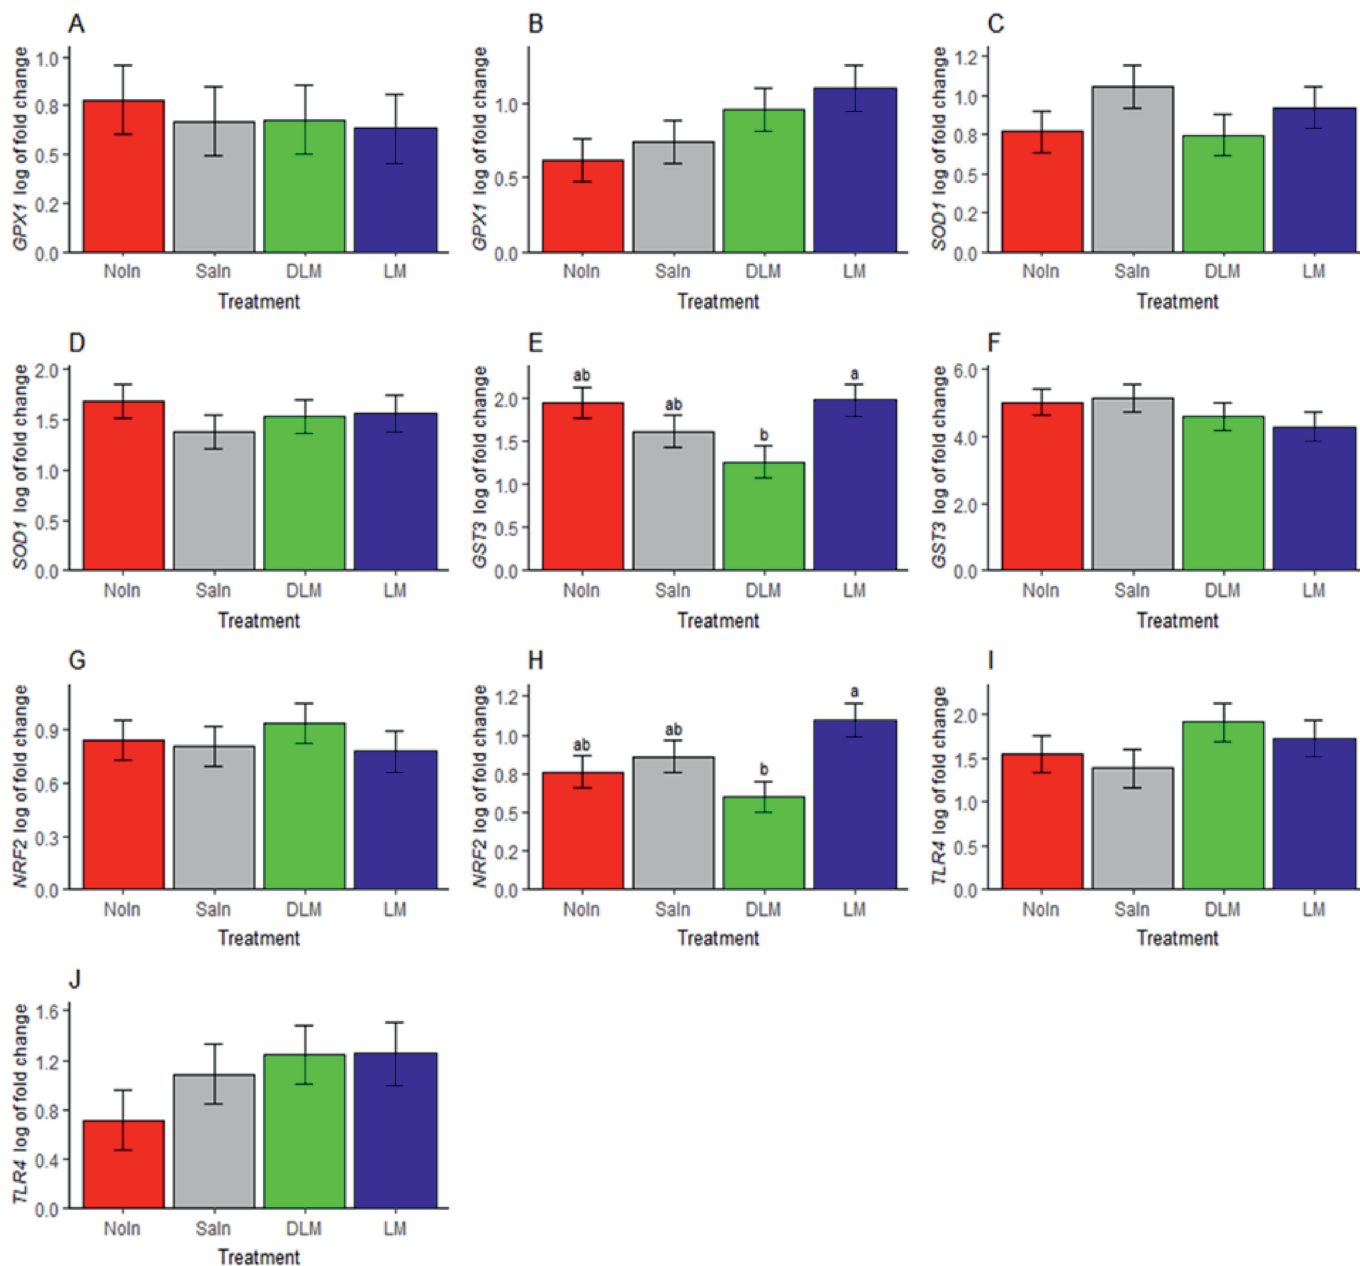 A
GPX1 log of fold change
1.0
0.8
0.5
0.2
0.0
NoIn SaIn DLM LM
Treatment
B
GPX1 log of fold change
1.0
0.5
0.0
NoIn SaIn DLM LM
Treatment
C
SOD1 log of fold change
1.2
1.0
0.8
0.5
0.2
0.0
NoIn SaIn DLM LM
Treatment
D
SOD1 log of fold change
2.0
1.5
1.0
0.5
0.0
NoIn SaIn DLM LM
Treatment
E
GST3 log of fold change
2.0
1.5
1.0
0.5
0.0
ab ab b a
NoIn SaIn DLM LM
Treatment
F
GST3 log of fold change
6.0
4.0
2.0
0.0
NoIn SaIn DLM LM
Treatment
G
NRF2 log of fold change
0.9
0.6
0.3
0.0
NoIn SaIn DLM LM
Treatment
H
NRF2 log of fold change
1.2
1.0
0.8
0.5
0.2
0.0
ab ab b a
NoIn SaIn DLM LM
Treatment
I
TLR4 log of fold change
2.0
1.5
1.0
0.5
0.0
NoIn SaIn DLM LM
Treatment
J
TLR4 log of fold change
1.6
1.2
0.8
0.4
0.0
NoIn SaIn DLM LM
Treatment